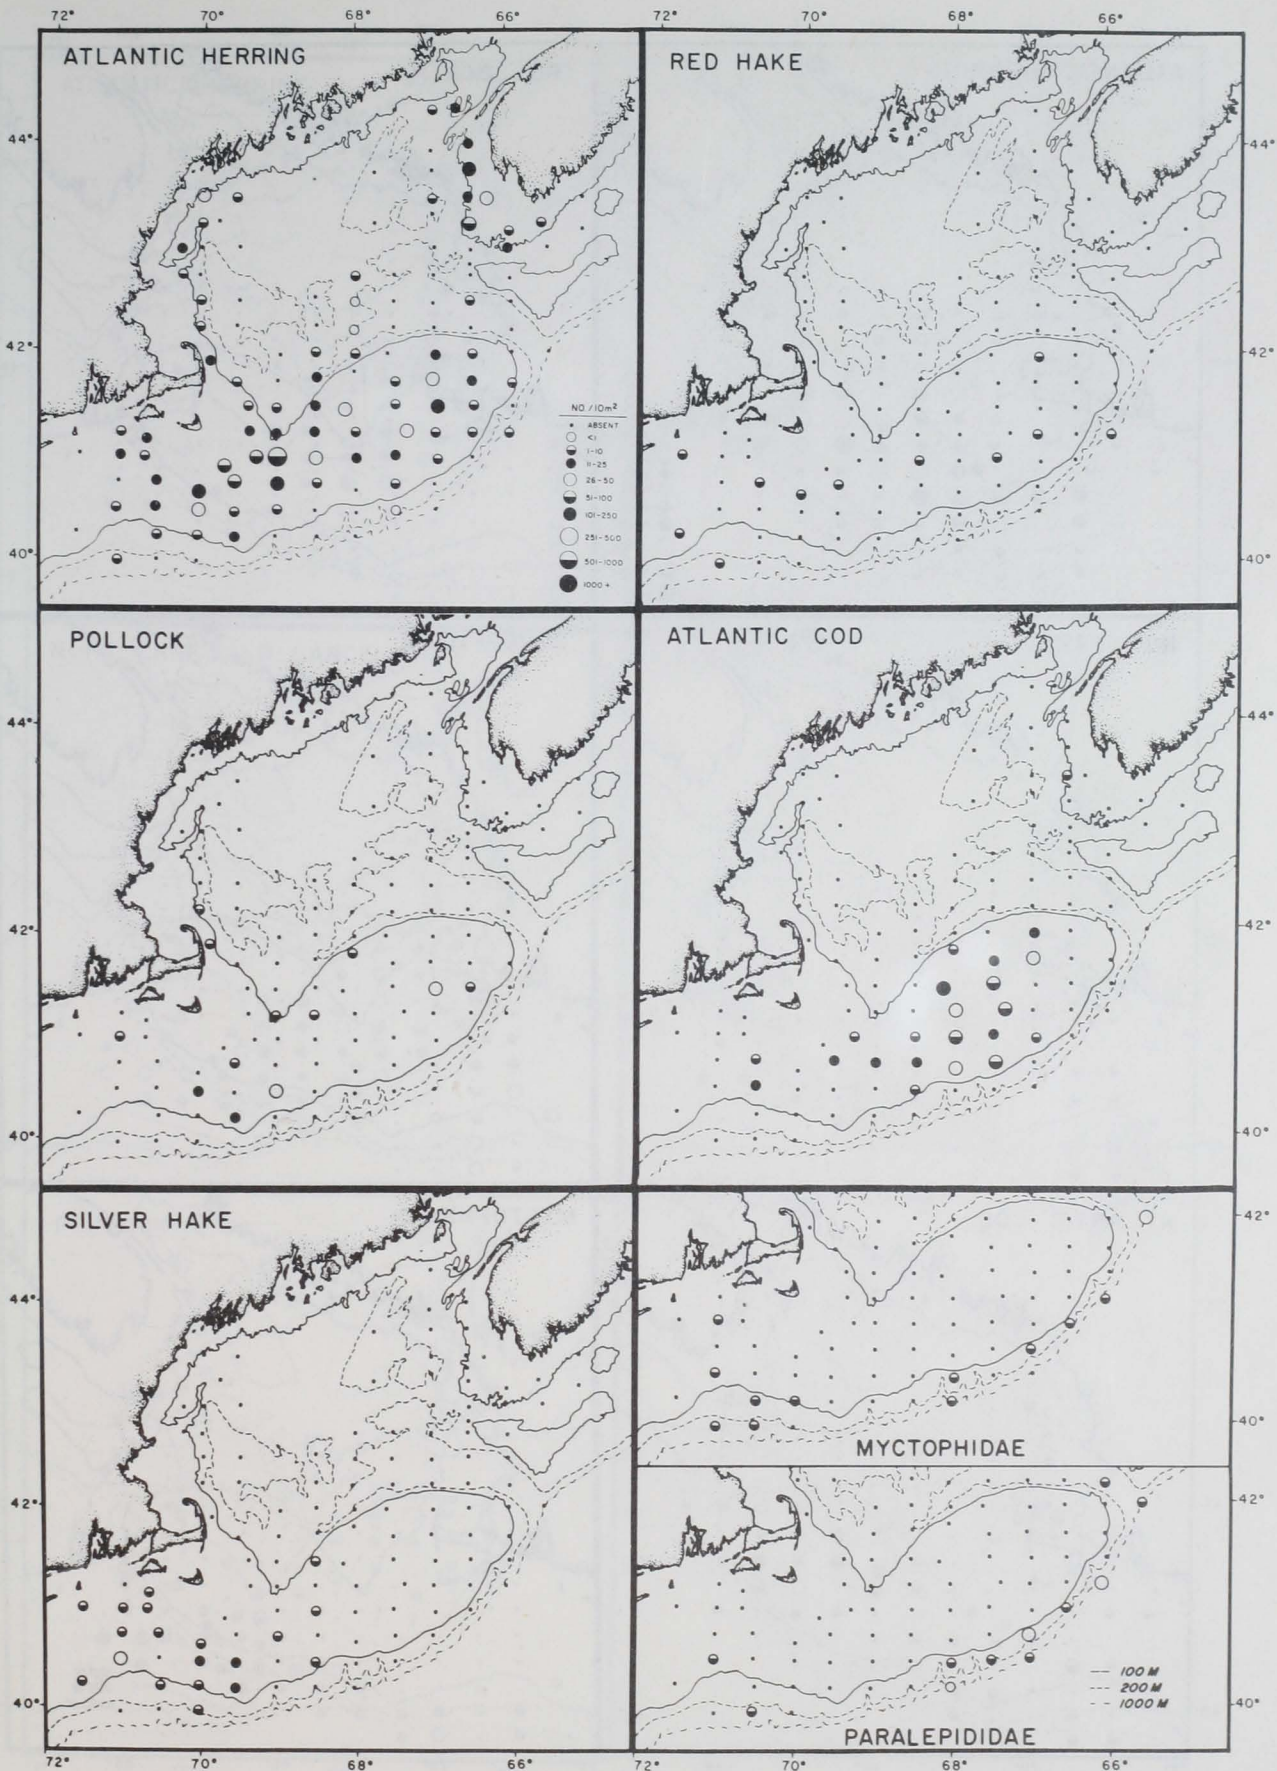 72° 70° 68° 66° 72° 70° 68° 66°
ATLANTIC HERRING
RED HAKE
44° 44°
42° 42°
NO./10m²
ABSENT
<1
1-10
11-25
26-50
51-100
101-250
251-500
501-1000
1000+
40° 40°
POLLOCK
ATLANTIC COD
44° 44°
42° 42°
40° 40°
SILVER HAKE
42°
44°
40°
MYCTOPHIDAE
42° 42°
100 M
200 M
1000 M
40° 40°
PARALEPIDIDAE
72° 70° 68° 66° 72° 70° 68° 66°